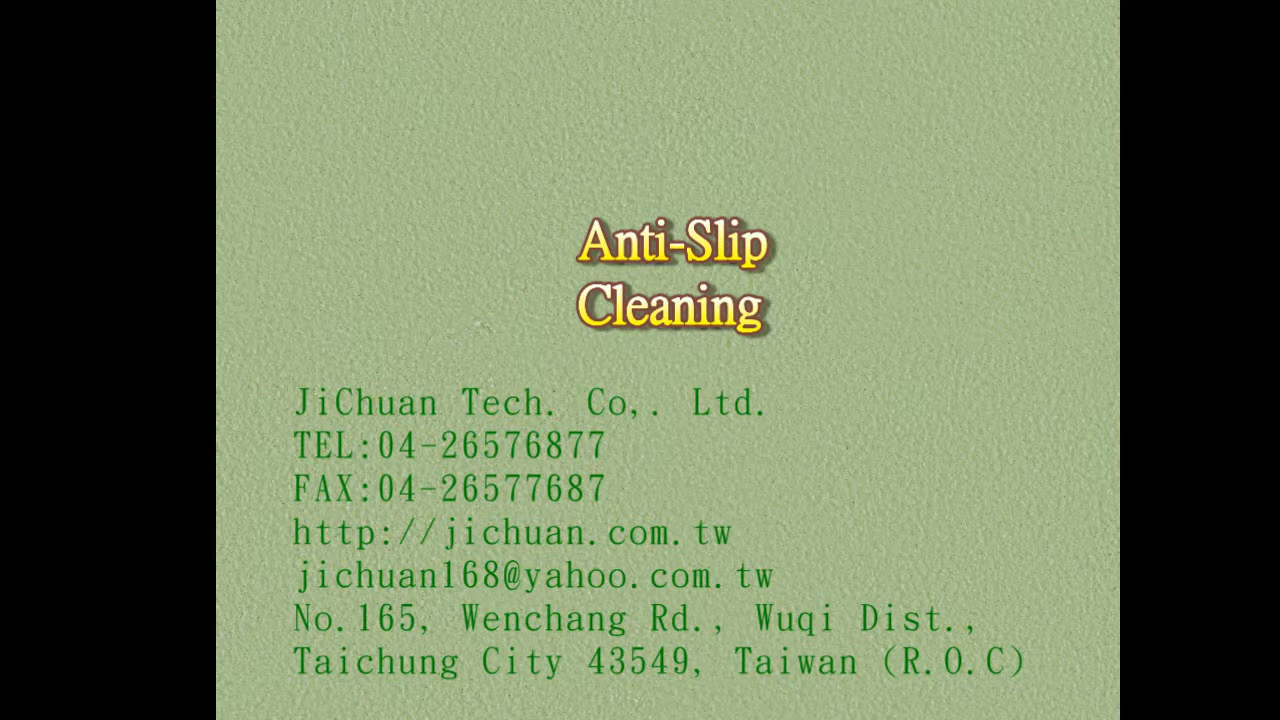 Anti-Slip
Cleaning
JiChuan Tech. Co,. Ltd.
TEL:04-26576877
FAX:04-26577687
http://jichuan.com.tw
jichuan168@yahoo.com.tw
No.165, Wenchang Rd., Wuqi Dist.,
Taichung City 43549, Taiwan (R.O.C)